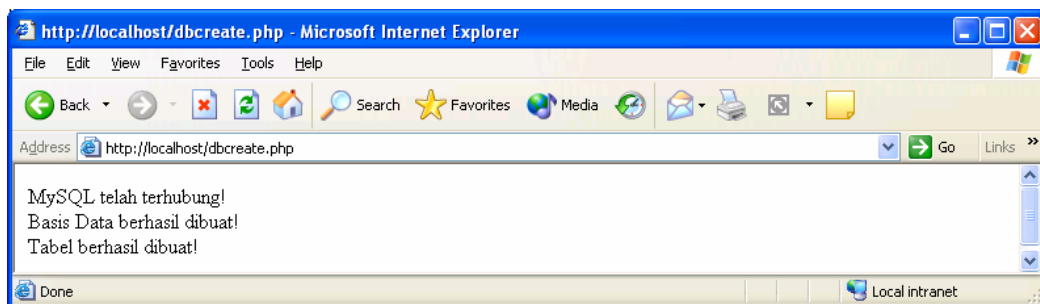 http://localhost/dbcreate.php - Microsoft Internet Explorer
File Edit View Favorites Tools Help
Back Search Favorites Media
Address http://localhost/dbcreate.php Go Links »
MySQL telah terhubung!
Basis Data berhasil dibuat!
Tabel berhasil dibuat!
Done Local intranet